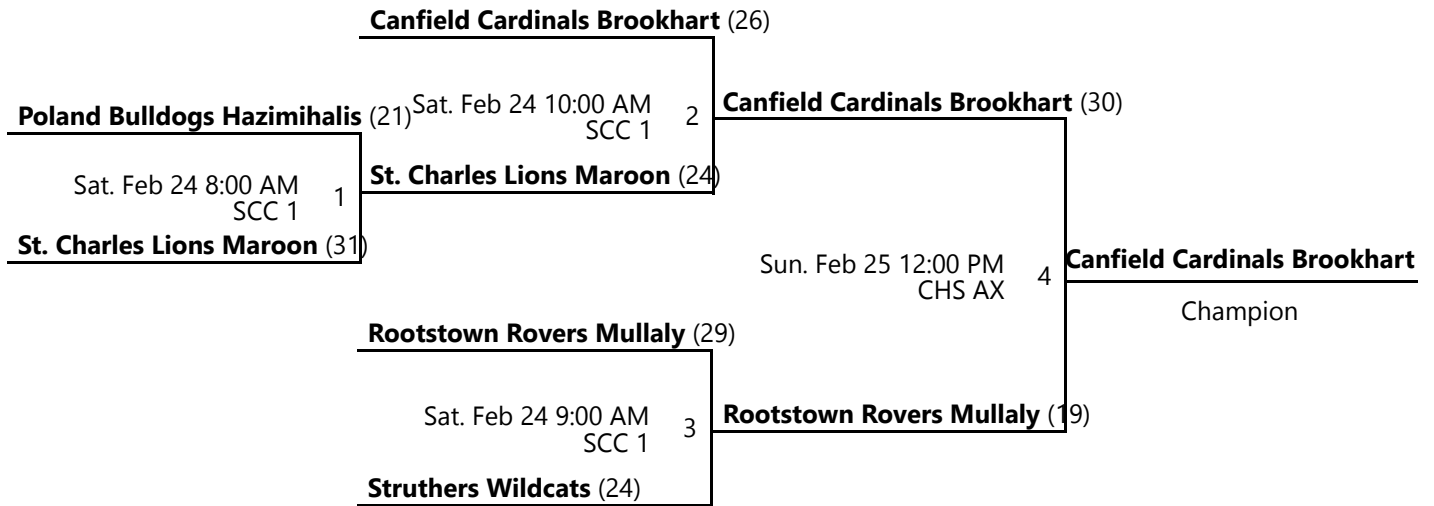 Canfield Cardinals Brookhart (26)
Poland Bulldogs Hazimihalis (21)
Sat. Feb 24 10:00 AM
SCC 1
2
Canfield Cardinals Brookhart (30)
Sat. Feb 24 8:00 AM
SCC 1
1
St. Charles Lions Maroon (24)
St. Charles Lions Maroon (31)
Sun. Feb 25 12:00 PM
CHS AX
4
Canfield Cardinals Brookhart
Champion
Rootstown Rovers Mullaly (29)
Sat. Feb 24 9:00 AM
SCC 1
3
Rootstown Rovers Mullaly (19)
Struthers Wildcats (24)